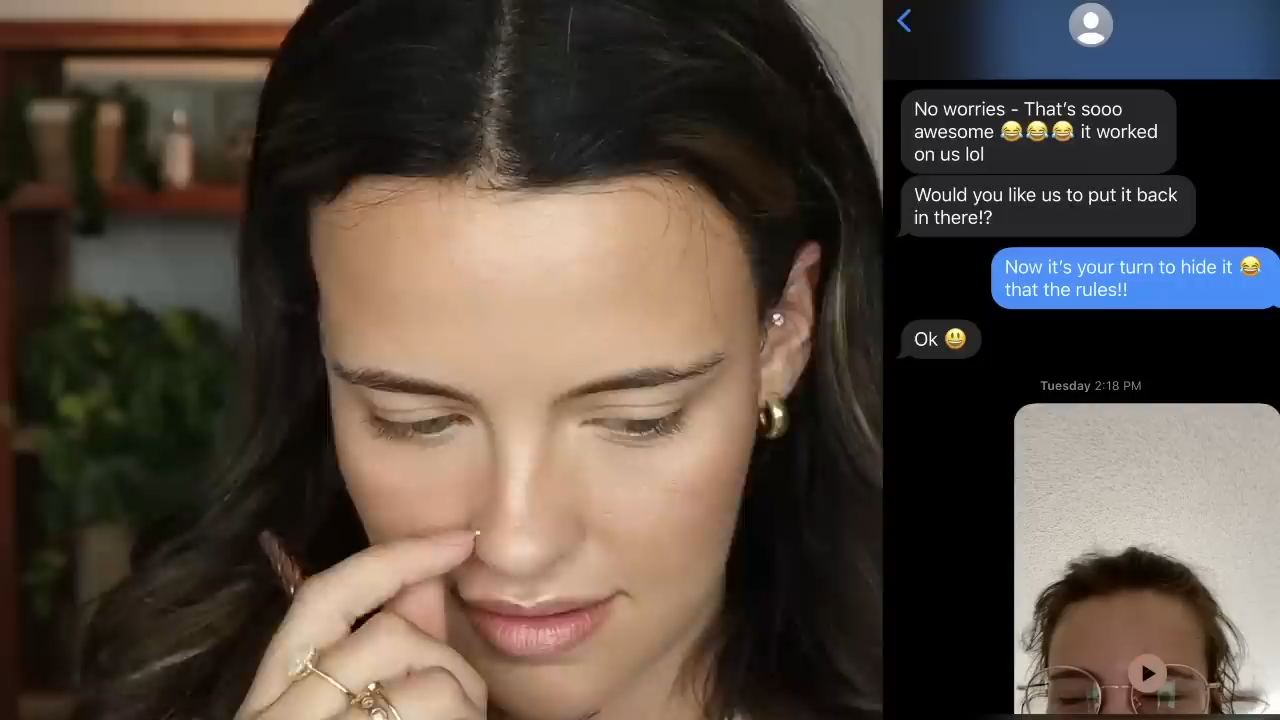 No worries - That's sooo
awesome 😂😂😂 it worked
on us lol
Would you like us to put it back
in there!?
Now it's your turn to hide it 😂
that the rules!!
Ok 😃
Tuesday 2:18 PM